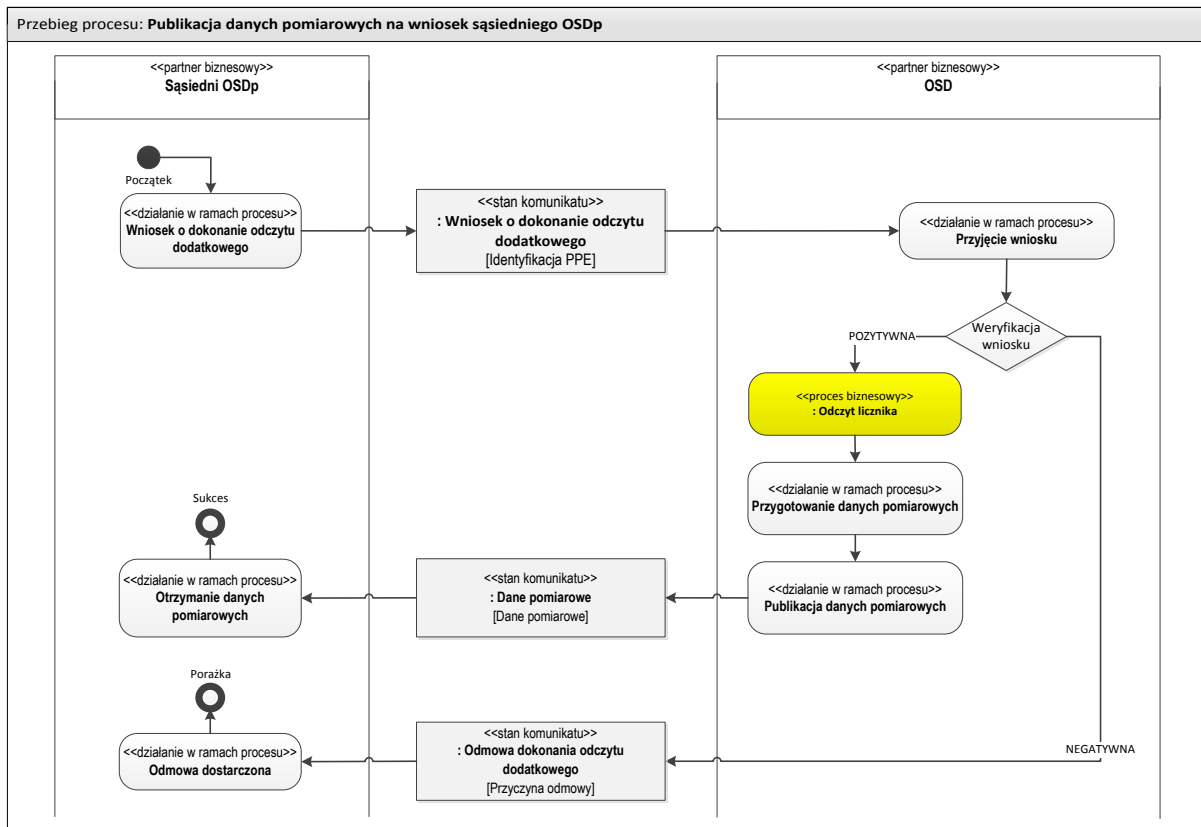 Przebieg procesu: Publikacja danych pomiarowych na wniosek sąsiedniego OSDp
<<partner biznesowy>>
Sąsiedni OSDp
<<partner biznesowy>>
OSD
Początek
<<działanie w ramach procesu>>
Wniosek o dokonanie odczytu
dodatkowego
<<stan komunikatu>>
: Wniosek o dokonanie odczytu
dodatkowego
[Identyfikacja PPE]
<<działanie w ramach procesu>>
Przyjęcie wniosku
Weryfikacja
wniosku
POZYTYWNA
<<proces biznesowy>>
: Odczyt licznika
<<działanie w ramach procesu>>
Przygotowanie danych pomiarowych
Sukces
<<działanie w ramach procesu>>
Otrzymanie danych
pomiarowych
<<stan komunikatu>>
: Dane pomiarowe
[Dane pomiarowe]
<<działanie w ramach procesu>>
Publikacja danych pomiarowych
Porażka
<<działanie w ramach procesu>>
Odmowa dostarczona
<<stan komunikatu>>
: Odmowa dokonania odczytu
dodatkowego
[Przyczyna odmowy]
NEGATYWNA